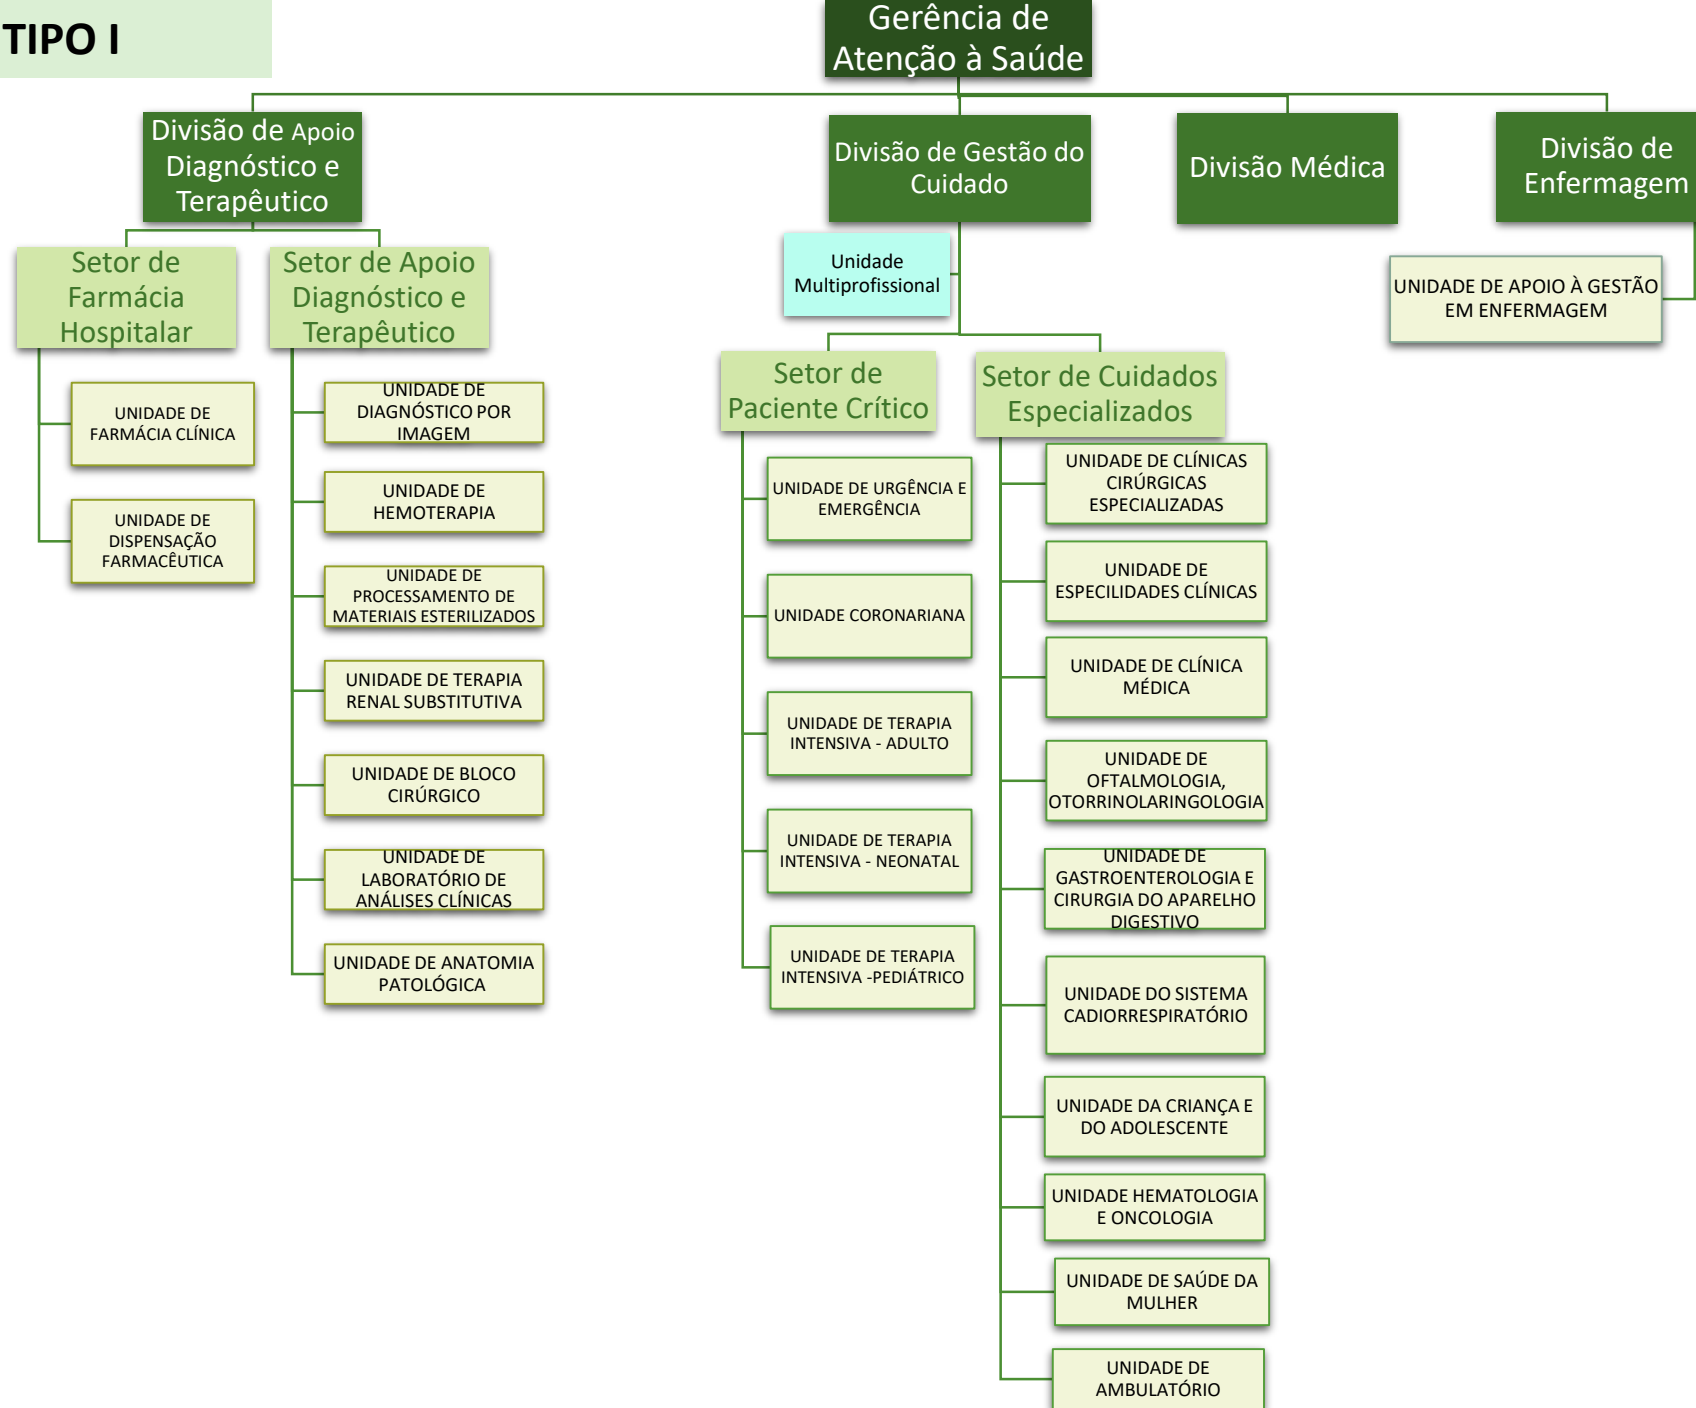 TIPO I
Gerência de
Atenção à Saúde
Divisão de Apoio
Diagnóstico e
Terapêutico
Divisão de Gestão do
Cuidado
Divisão Médica
Divisão de
Enfermagem
Setor de
Farmácia
Hospitalar
Setor de Apoio
Diagnóstico e
Terapêutico
Unidade
Multiprofissional
UNIDADE DE APOIO À GESTÃO
EM ENFERMAGEM
Setor de
Paciente Crítico
Setor de Cuidados
Especializados
UNIDADE DE
FARMÁCIA CLÍNICA
UNIDADE DE
DISPENSAÇÃO
FARMACÊUTICA
UNIDADE DE
DIAGNÓSTICO POR
IMAGEM
UNIDADE DE
HEMOTERAPIA
UNIDADE DE
PROCESSAMENTO DE
MATERIAIS ESTERILIZADOS
UNIDADE DE TERAPIA
RENAL SUBSTITUTIVA
UNIDADE DE BLOCO
CIRÚRGICO
UNIDADE DE
LABORATÓRIO DE
ANÁLISES CLÍNICAS
UNIDADE DE ANATOMIA
PATOLÓGICA
UNIDADE DE URGÊNCIA E
EMERGÊNCIA
UNIDADE CORONARIANA
UNIDADE DE TERAPIA
INTENSIVA - ADULTO
UNIDADE DE TERAPIA
INTENSIVA - NEONATAL
UNIDADE DE TERAPIA
INTENSIVA -PEDIÁTRICO
UNIDADE DE CLÍNICAS
CIRÚRGICAS
ESPECIALIZADAS
UNIDADE DE
ESPECILIDADES CLÍNICAS
UNIDADE DE CLÍNICA
MÉDICA
UNIDADE DE
OFTALMOLOGIA,
OTORRINOLARINGOLOGIA
UNIDADE DE
GASTROENTEROLOGIA E
CIRURGIA DO APARELHO
DIGESTIVO
UNIDADE DO SISTEMA
CADIORRESPIRATÓRIO
UNIDADE DA CRIANÇA E
DO ADOLESCENTE
UNIDADE HEMATOLOGIA
E ONCOLOGIA
UNIDADE DE SAÚDE DA
MULHER
UNIDADE DE
AMBULATÓRIO